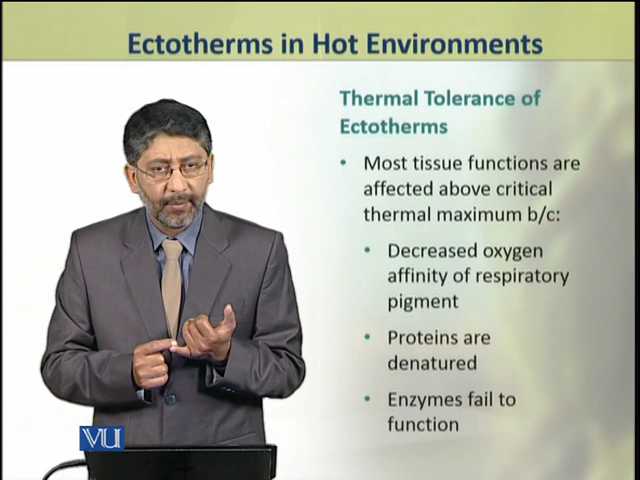 Ectotherms in Hot Environments
Thermal Tolerance of
Ectotherms
• Most tissue functions are
affected above critical
thermal maximum b/c:
• Decreased oxygen
affinity of respiratory
pigment
• Proteins are
denatured
• Enzymes fail to
function
VU